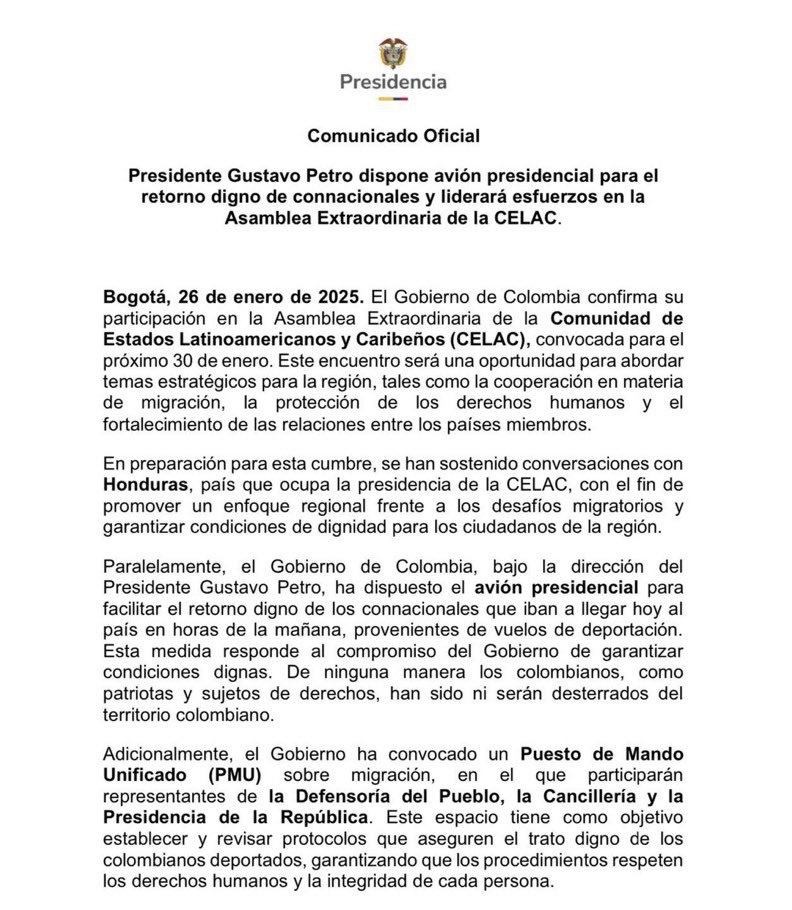 Presidencia
Comunicado Oficial
Presidente Gustavo Petro dispone avión presidencial para el
retorno digno de connacionales y liderará esfuerzos en la
Asamblea Extraordinaria de la CELAC.
Bogotá, 26 de enero de 2025. El Gobierno de Colombia confirma su
participación en la Asamblea Extraordinaria de la Comunidad de
Estados Latinoamericanos y Caribeños (CELAC), convocada para el
próximo 30 de enero. Este encuentro será una oportunidad para abordar
temas estratégicos para la región, tales como la cooperación en materia
de migración, la protección de los derechos humanos y el
fortalecimiento de las relaciones entre los países miembros.
En preparación para esta cumbre, se han sostenido conversaciones con
Honduras, país que ocupa la presidencia de la CELAC, con el fin de
promover un enfoque regional frente a los desafíos migratorios y
garantizar condiciones de dignidad para los ciudadanos de la región.
Paralelamente, el Gobierno de Colombia, bajo la dirección del
Presidente Gustavo Petro, ha dispuesto el avión presidencial para
facilitar el retorno digno de los connacionales que iban a llegar hoy al
país en horas de la mañana, provenientes de vuelos de deportación.
Esta medida responde al compromiso del Gobierno de garantizar
condiciones dignas. De ninguna manera los colombianos, como
patriotas y sujetos de derechos, han sido ni serán desterrados del
territorio colombiano.
Adicionalmente, el Gobierno ha convocado un Puesto de Mando
Unificado (PMU) sobre migración, en el que participarán
representantes de la Defensoría del Pueblo, la Cancillería y la
Presidencia de la República. Este espacio tiene como objetivo
establecer y revisar protocolos que aseguren el trato digno de los
colombianos deportados, garantizando que los procedimientos respeten
los derechos humanos y la integridad de cada persona.